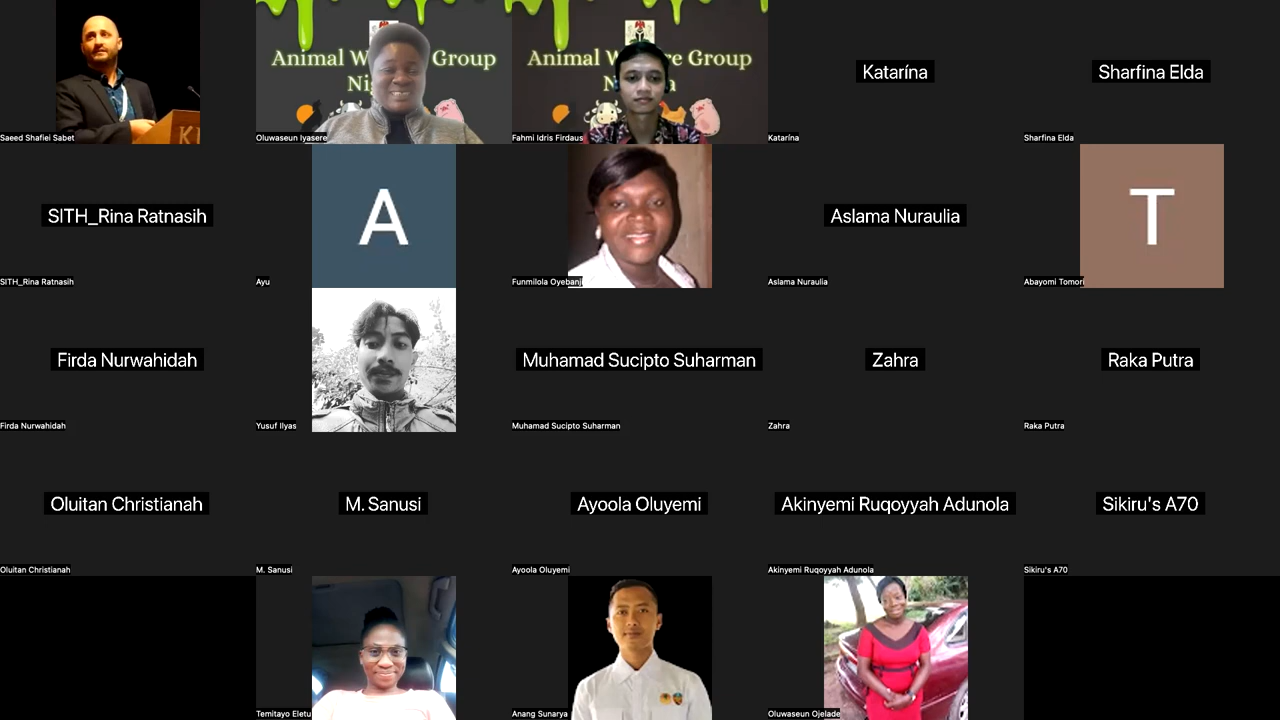 KI
Saeed Shafiei Sabet
Animal W
re Group
Ni
Oluwaseun Iyasere
Animal W
re Group
N
a
Fahmi Idris Firdaus
Katarína
Katarína
Sharfina Elda
Sharfina Elda
SITH_Rina Ratnasih
SITH_Rina Ratnasih
A
Ayu
Funmilola Oyebanji
Aslama Nuraulia
Aslama Nuraulia
T
Abayomi Tomori
Firda Nurwahidah
Firda Nurwahidah
Yusuf Ilyas
Muhamad Sucipto Suharman
Muhamad Sucipto Suharman
Zahra
Zahra
Raka Putra
Raka Putra
Oluitan Christianah
Oluitan Christianah
M. Sanusi
M. Sanusi
Ayoola Oluyemi
Ayoola Oluyemi
Akinyemi Ruqoyyah Adunola
Akinyemi Ruqoyyah Adunola
Sikiru's A70
Sikiru's A70
Temitayo Eletu
Anang Sunarya
Oluwaseun Ojelade